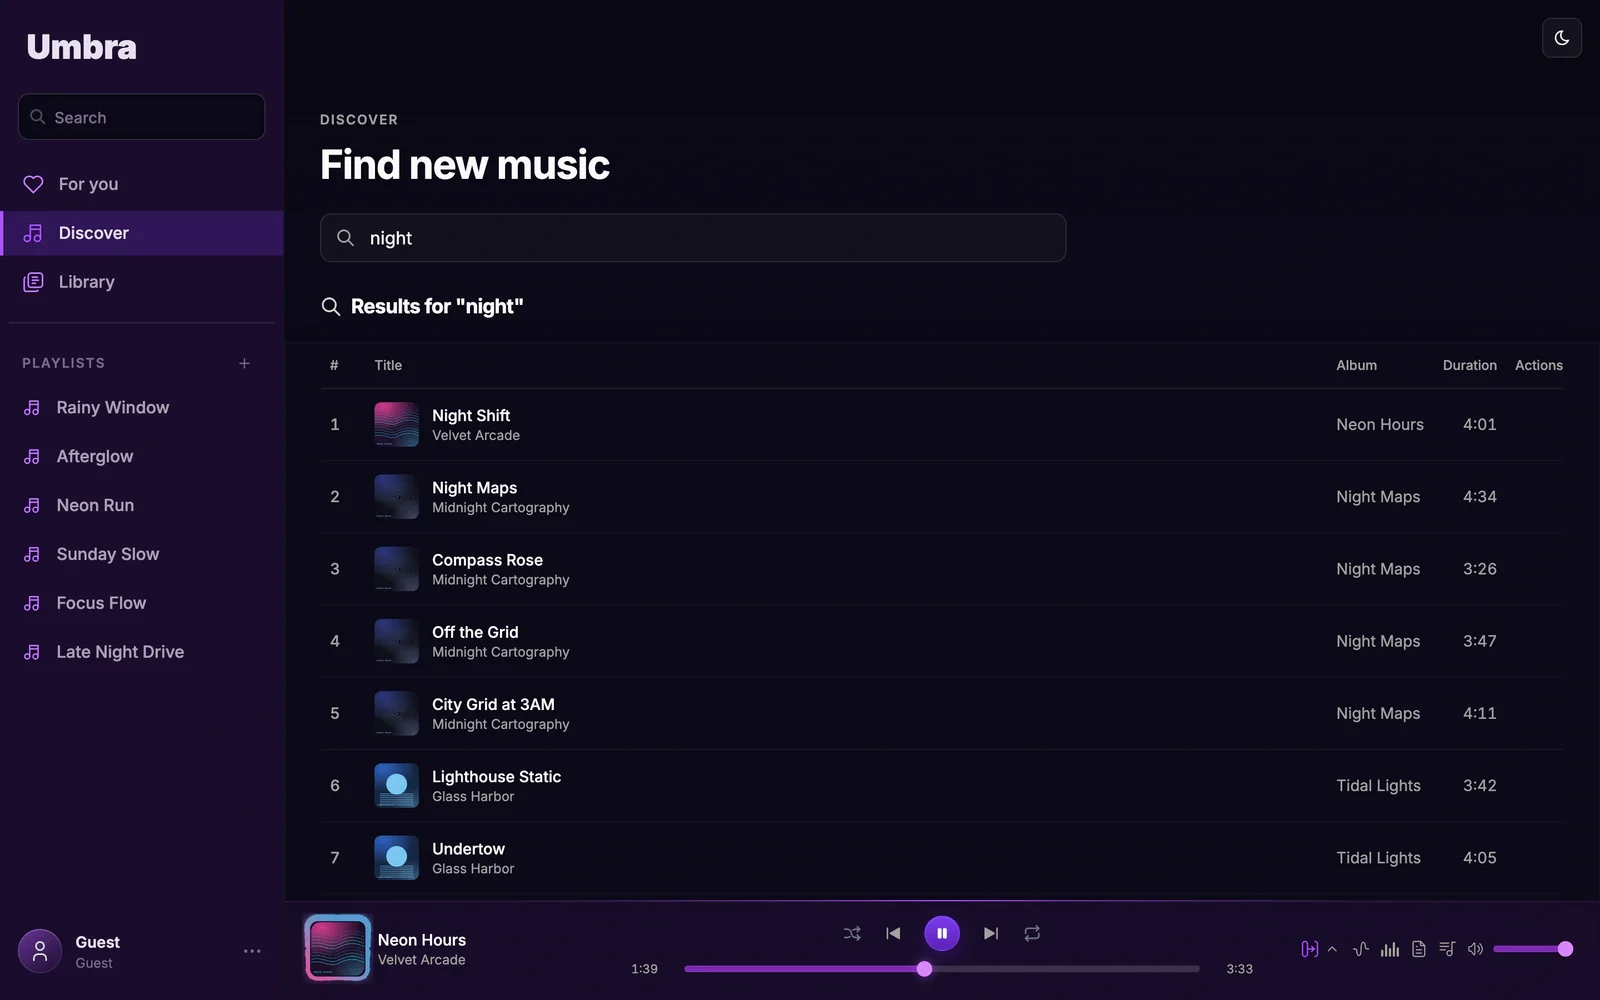 Umbra
Search
For you
Discover
Library
PLAYLISTS
Rainy Window
Afterglow
Neon Run
Sunday Slow
Focus Flow
Late Night Drive
Guest
Guest
DISCOVER
Find new music
night
Results for "night"
# Title Album Duration Actions
1 Night Shift Neon Hours 4:01
Velvet Arcade
2 Night Maps Night Maps 4:34
Midnight Cartography
3 Compass Rose Night Maps 3:26
Midnight Cartography
4 Off the Grid Night Maps 3:47
Midnight Cartography
5 City Grid at 3AM Night Maps 4:11
Midnight Cartography
6 Lighthouse Static Tidal Lights 3:42
Glass Harbor
7 Undertow Tidal Lights 4:05
Glass Harbor
Neon Hours
Velvet Arcade
1:39 3:33